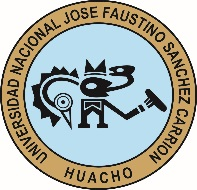 UNIVERSIDAD NACIONAL JOSE FAUSTINO SANCHEZ CARRION
HUACHO